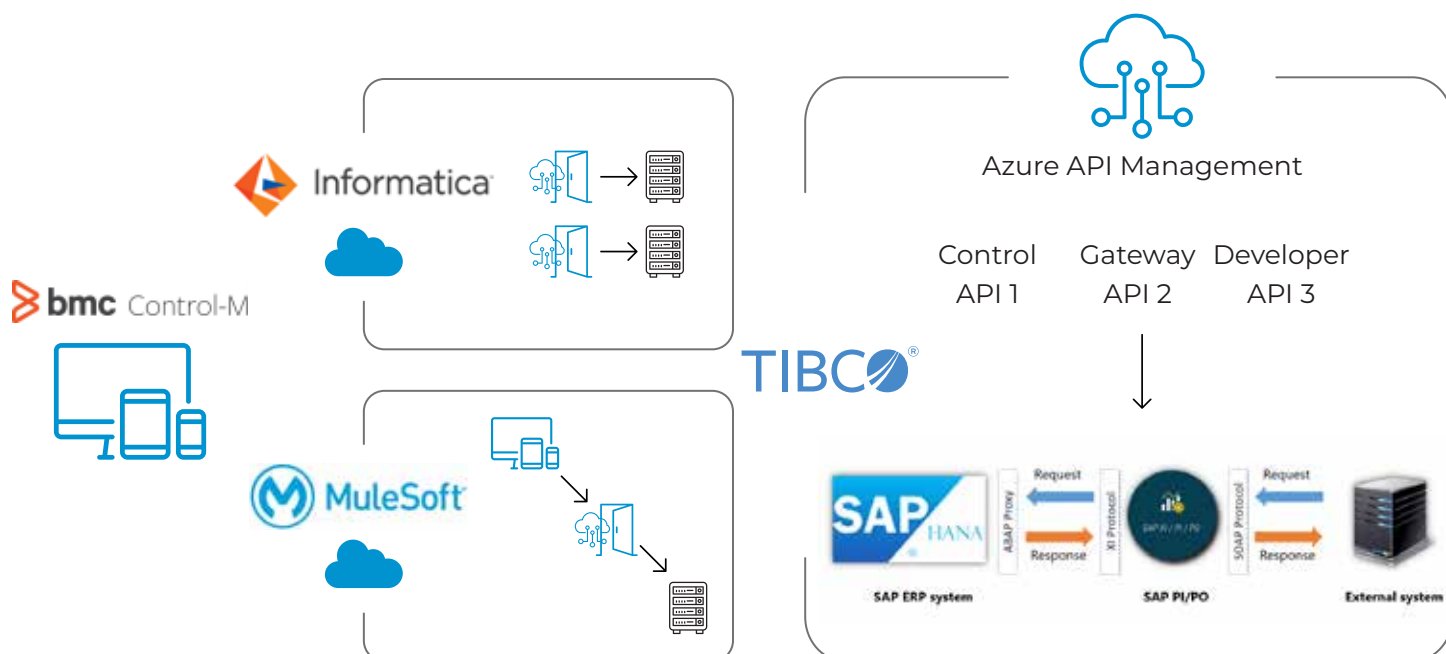 Informatica
bmc Control-M
MuleSoft
TIBCO®
Azure API Management
Control
API 1
Gateway
API 2
Developer
API 3
SAP
®
HANA
ABAP Proxy
Request
Response
XI Protocol
SOAP Protocol
Request
Response
SAP ERP system
SAP PI/PO
External system